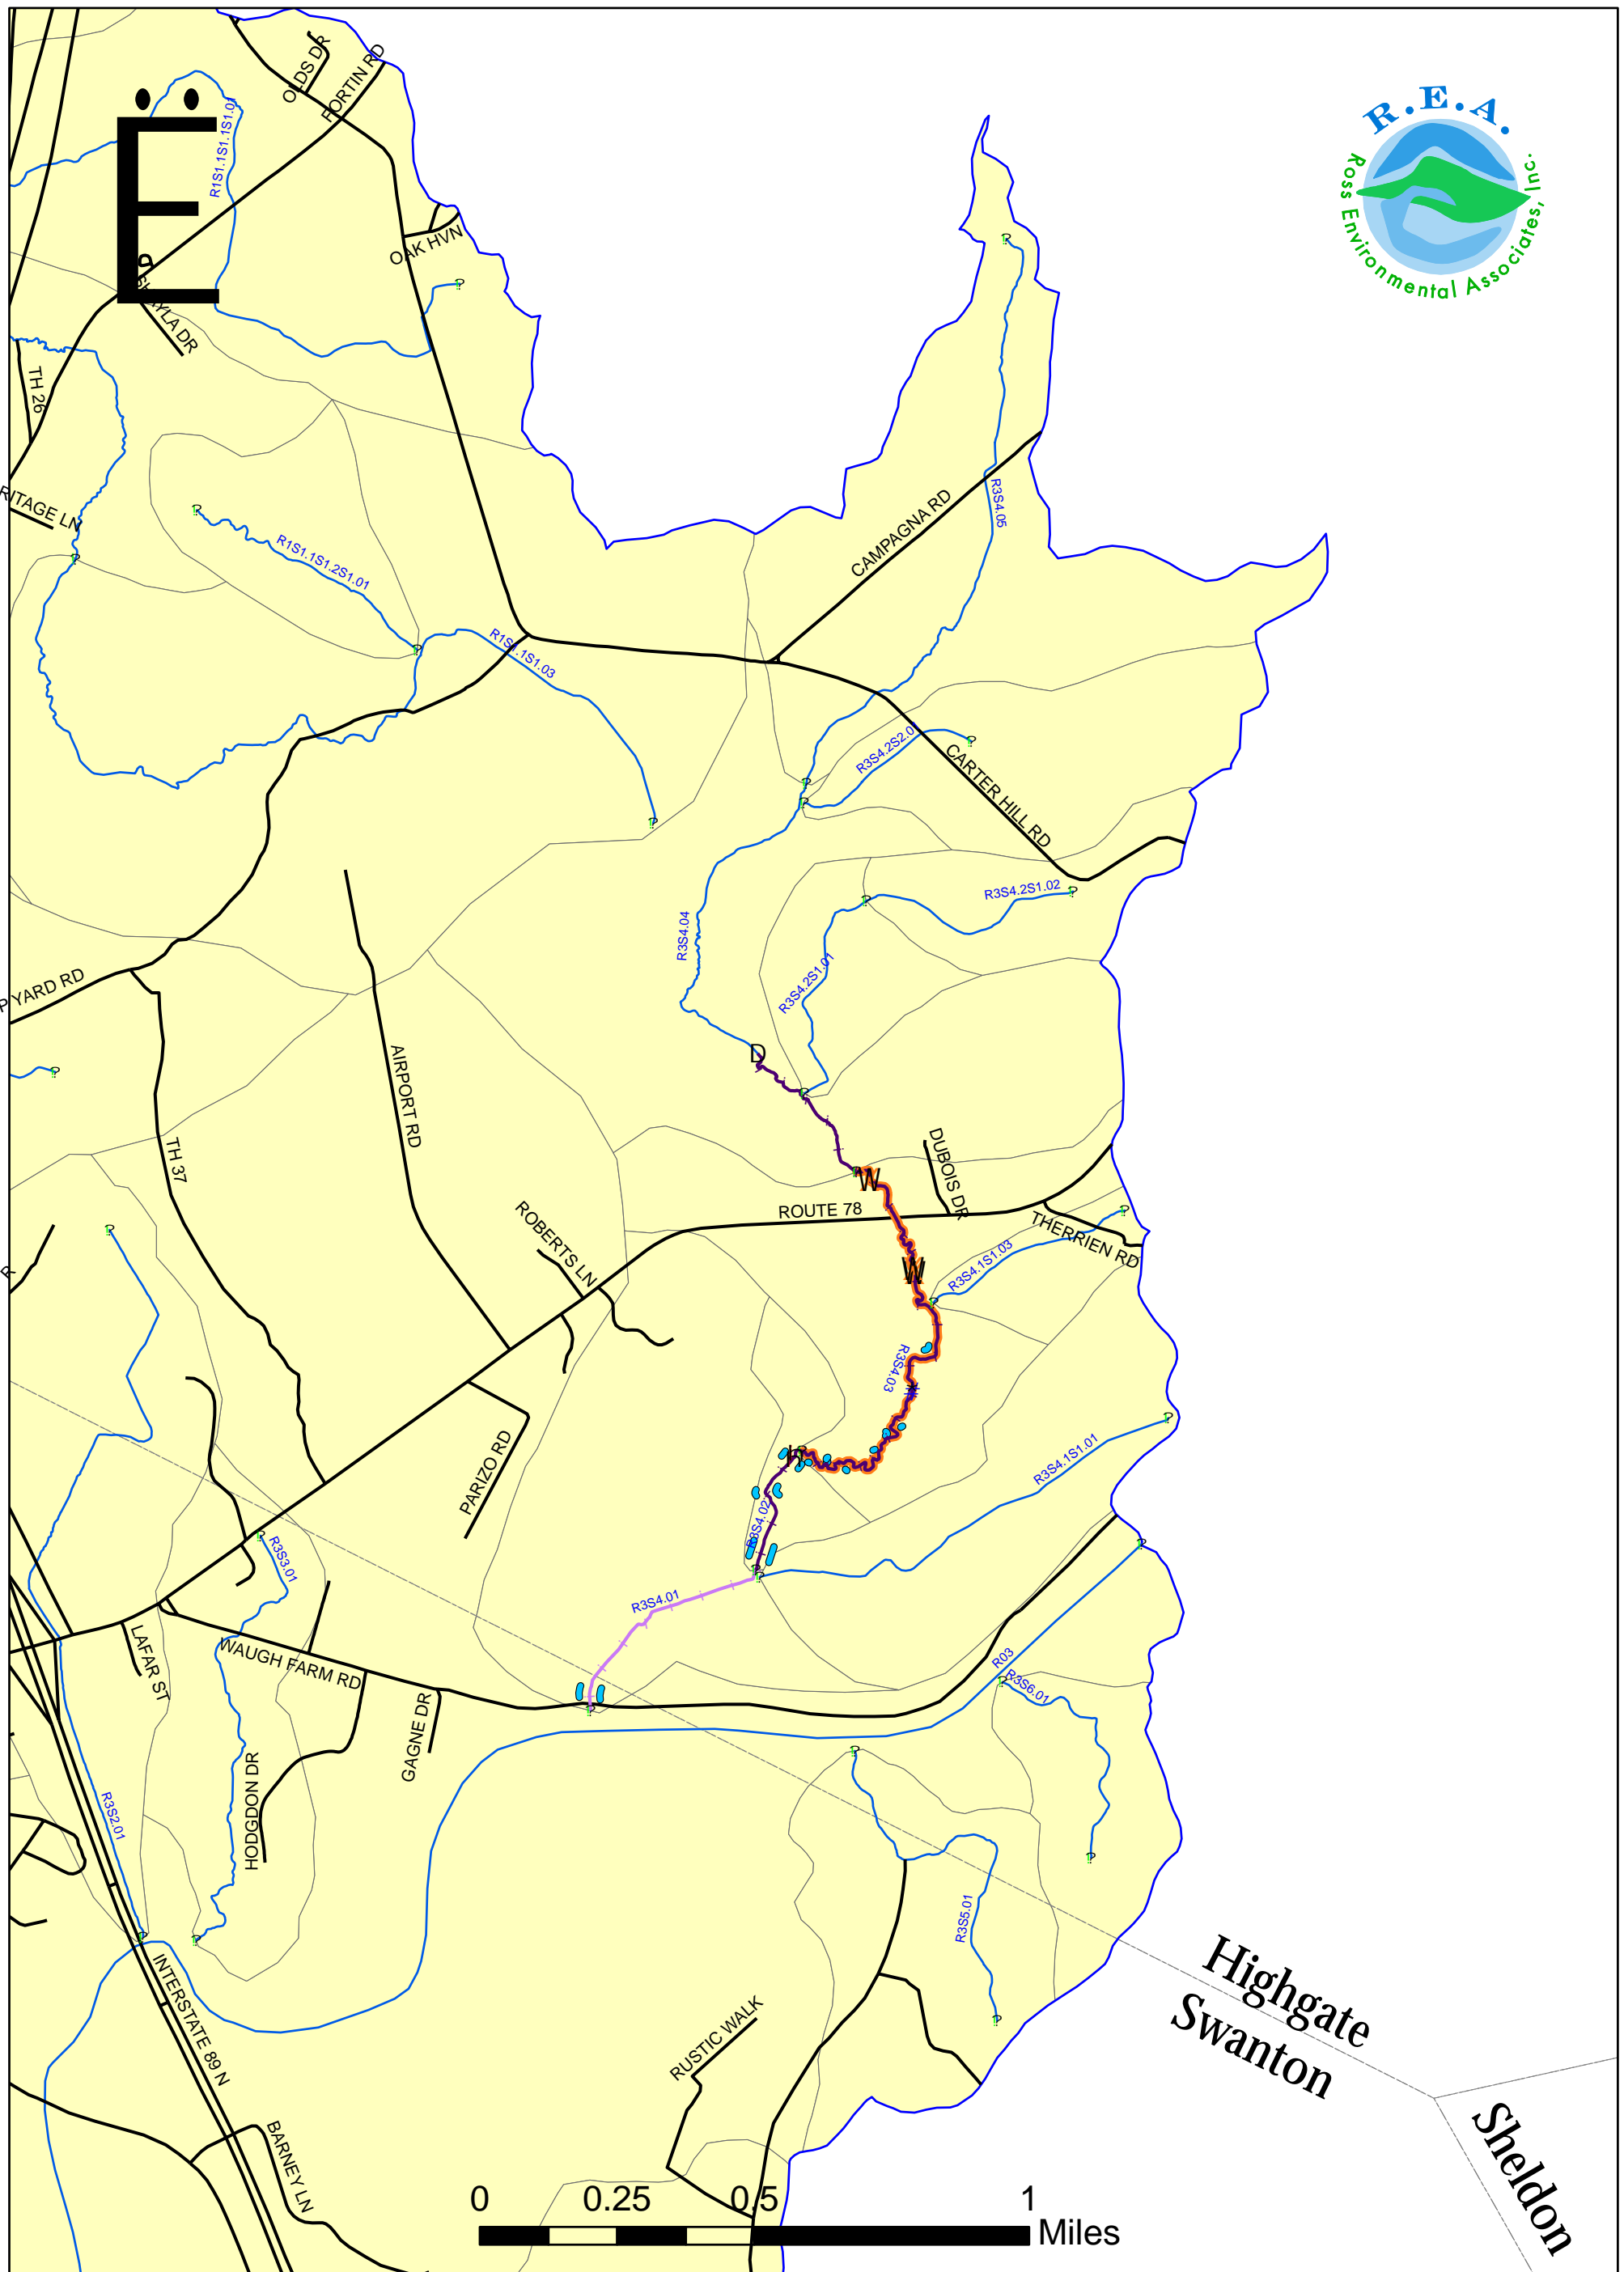 R.E.A.
Ross Environmental Associates, Inc.
OLDS DR
FORTIN RD
R1S1.1S1.1S1.01
Ë
OAK HVN
SHAYLA DR
TH 26
RITAGE LN
R3S4.05
CAMPAGNA RD
R1S1.1S1.2S1.01
R1S1.1S1.03
R3S4.2S2.0
CARTER HILL RD
R3S4.2S1.02
R3S4.04
R3S4.2S1.01
P YARD RD
D
AIRPORT RD
TH 37
W
DUBOIS DR
ROUTE 78
ROBERTS LN
THERRIEN RD
R3S4.1S1.03
W
R3S4.03
R3S4.1S1.01
h
PARIZO RD
R3S4.02
R3S3.01
R3S4.01
LAFAR ST
WAUGH FARM RD
R03
R3S6.01
GAGNE DR
HODGDON DR
R3S2.01
R3S5.01
INTERSTATE 89 N
Highgate
Swanton
Sheldon
RUSTIC WALK
BARNEY LN
0 0.25 0.5 1
Miles